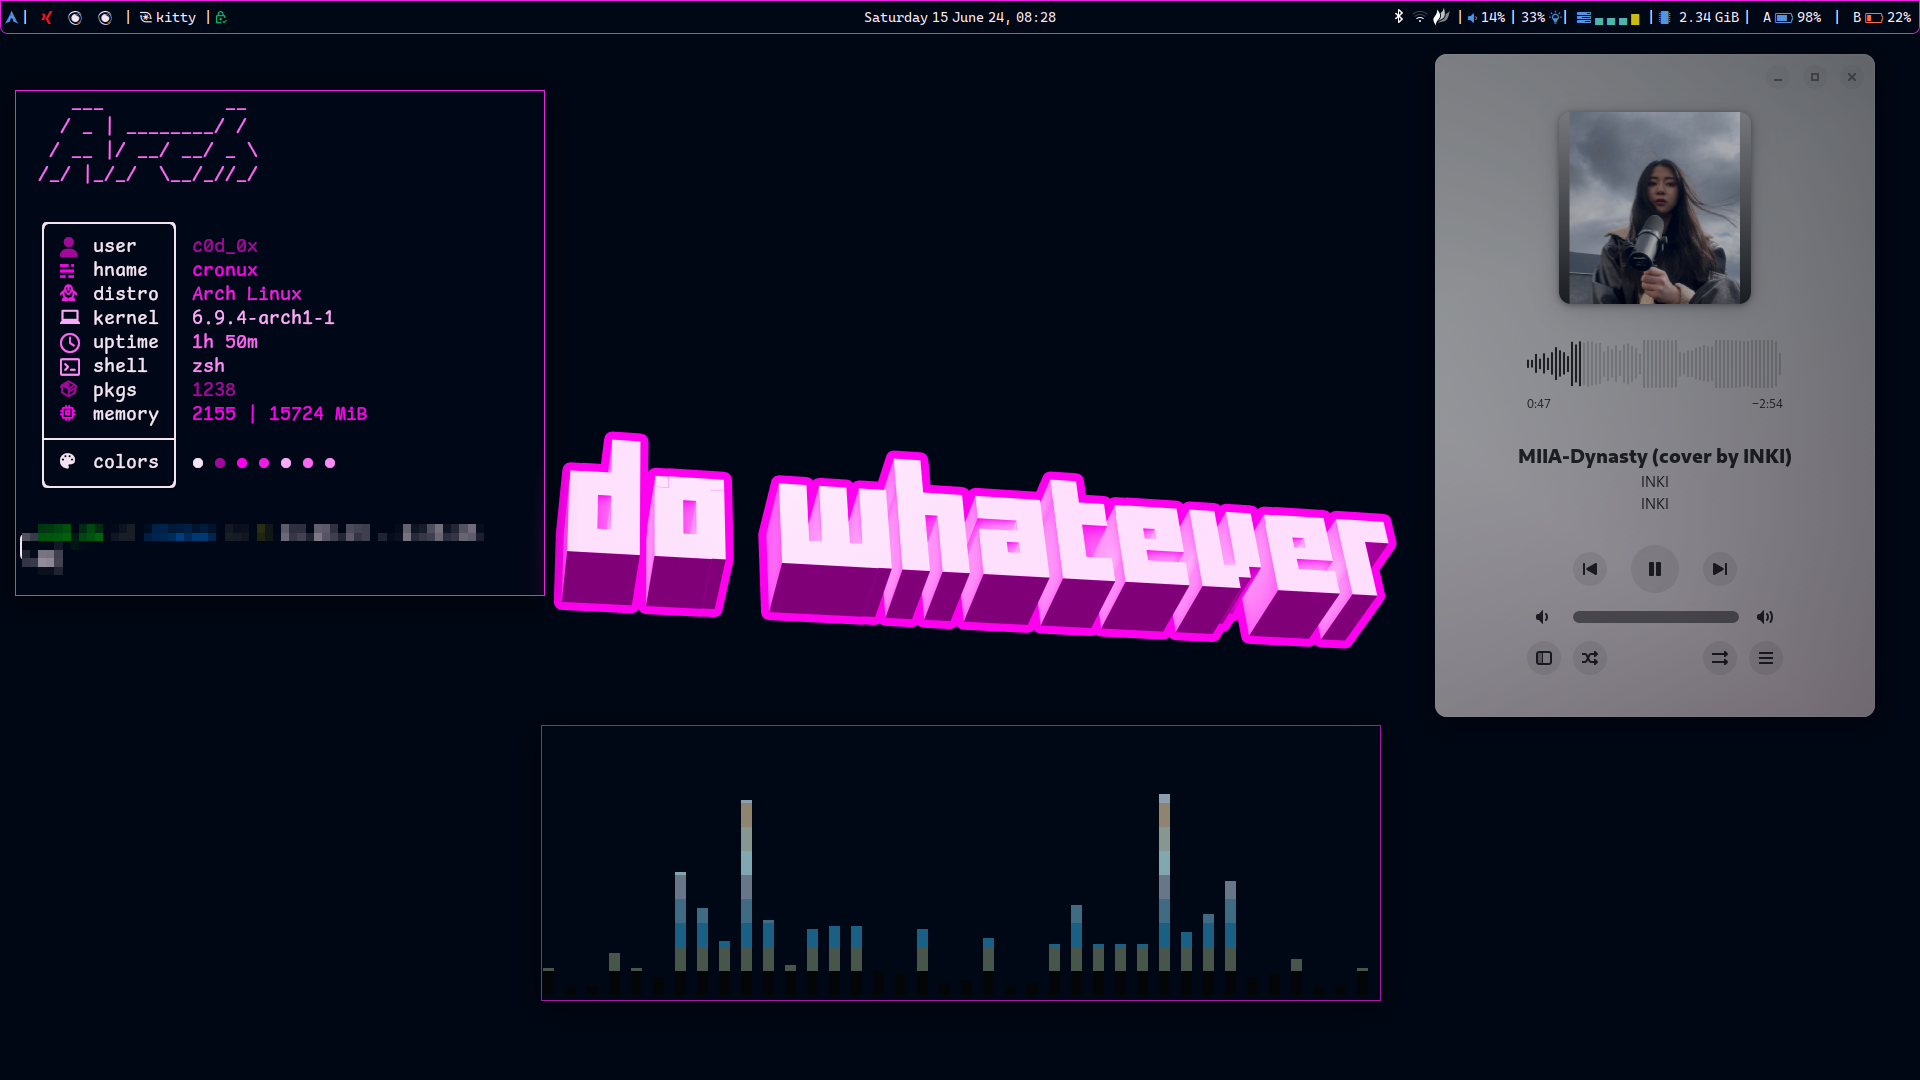 kitty
Saturday 15 June 24, 08:28
14% | 33% | 2.34 GiB | A 98% | B 22%
Arch
user c0d_0x
hname cronux
distro Arch Linux
kernel 6.9.4-arch1-1
uptime 1h 50m
shell zsh
pkgs 1238
memory 2155 | 15724 MiB
colors
do whatever
0:47 −2:54
MIIA-Dynasty (cover by INKI)
INKI
INKI